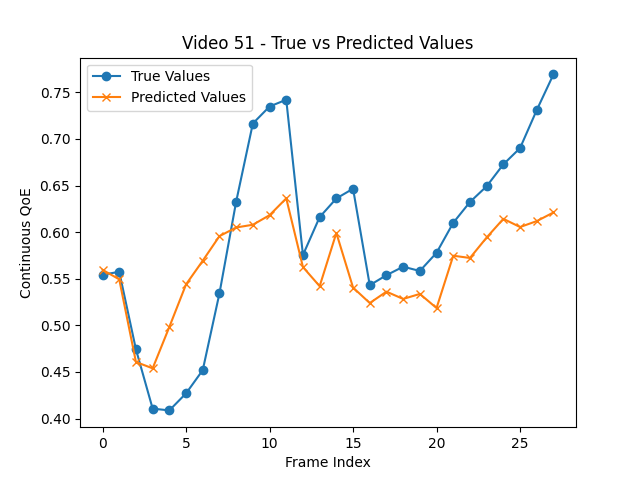 Video 51 - True vs Predicted Values
True Values
Predicted Values
Continuous QoE
0.75
0.70
0.65
0.60
0.55
0.50
0.45
0.40
0 5 10 15 20 25
Frame Index